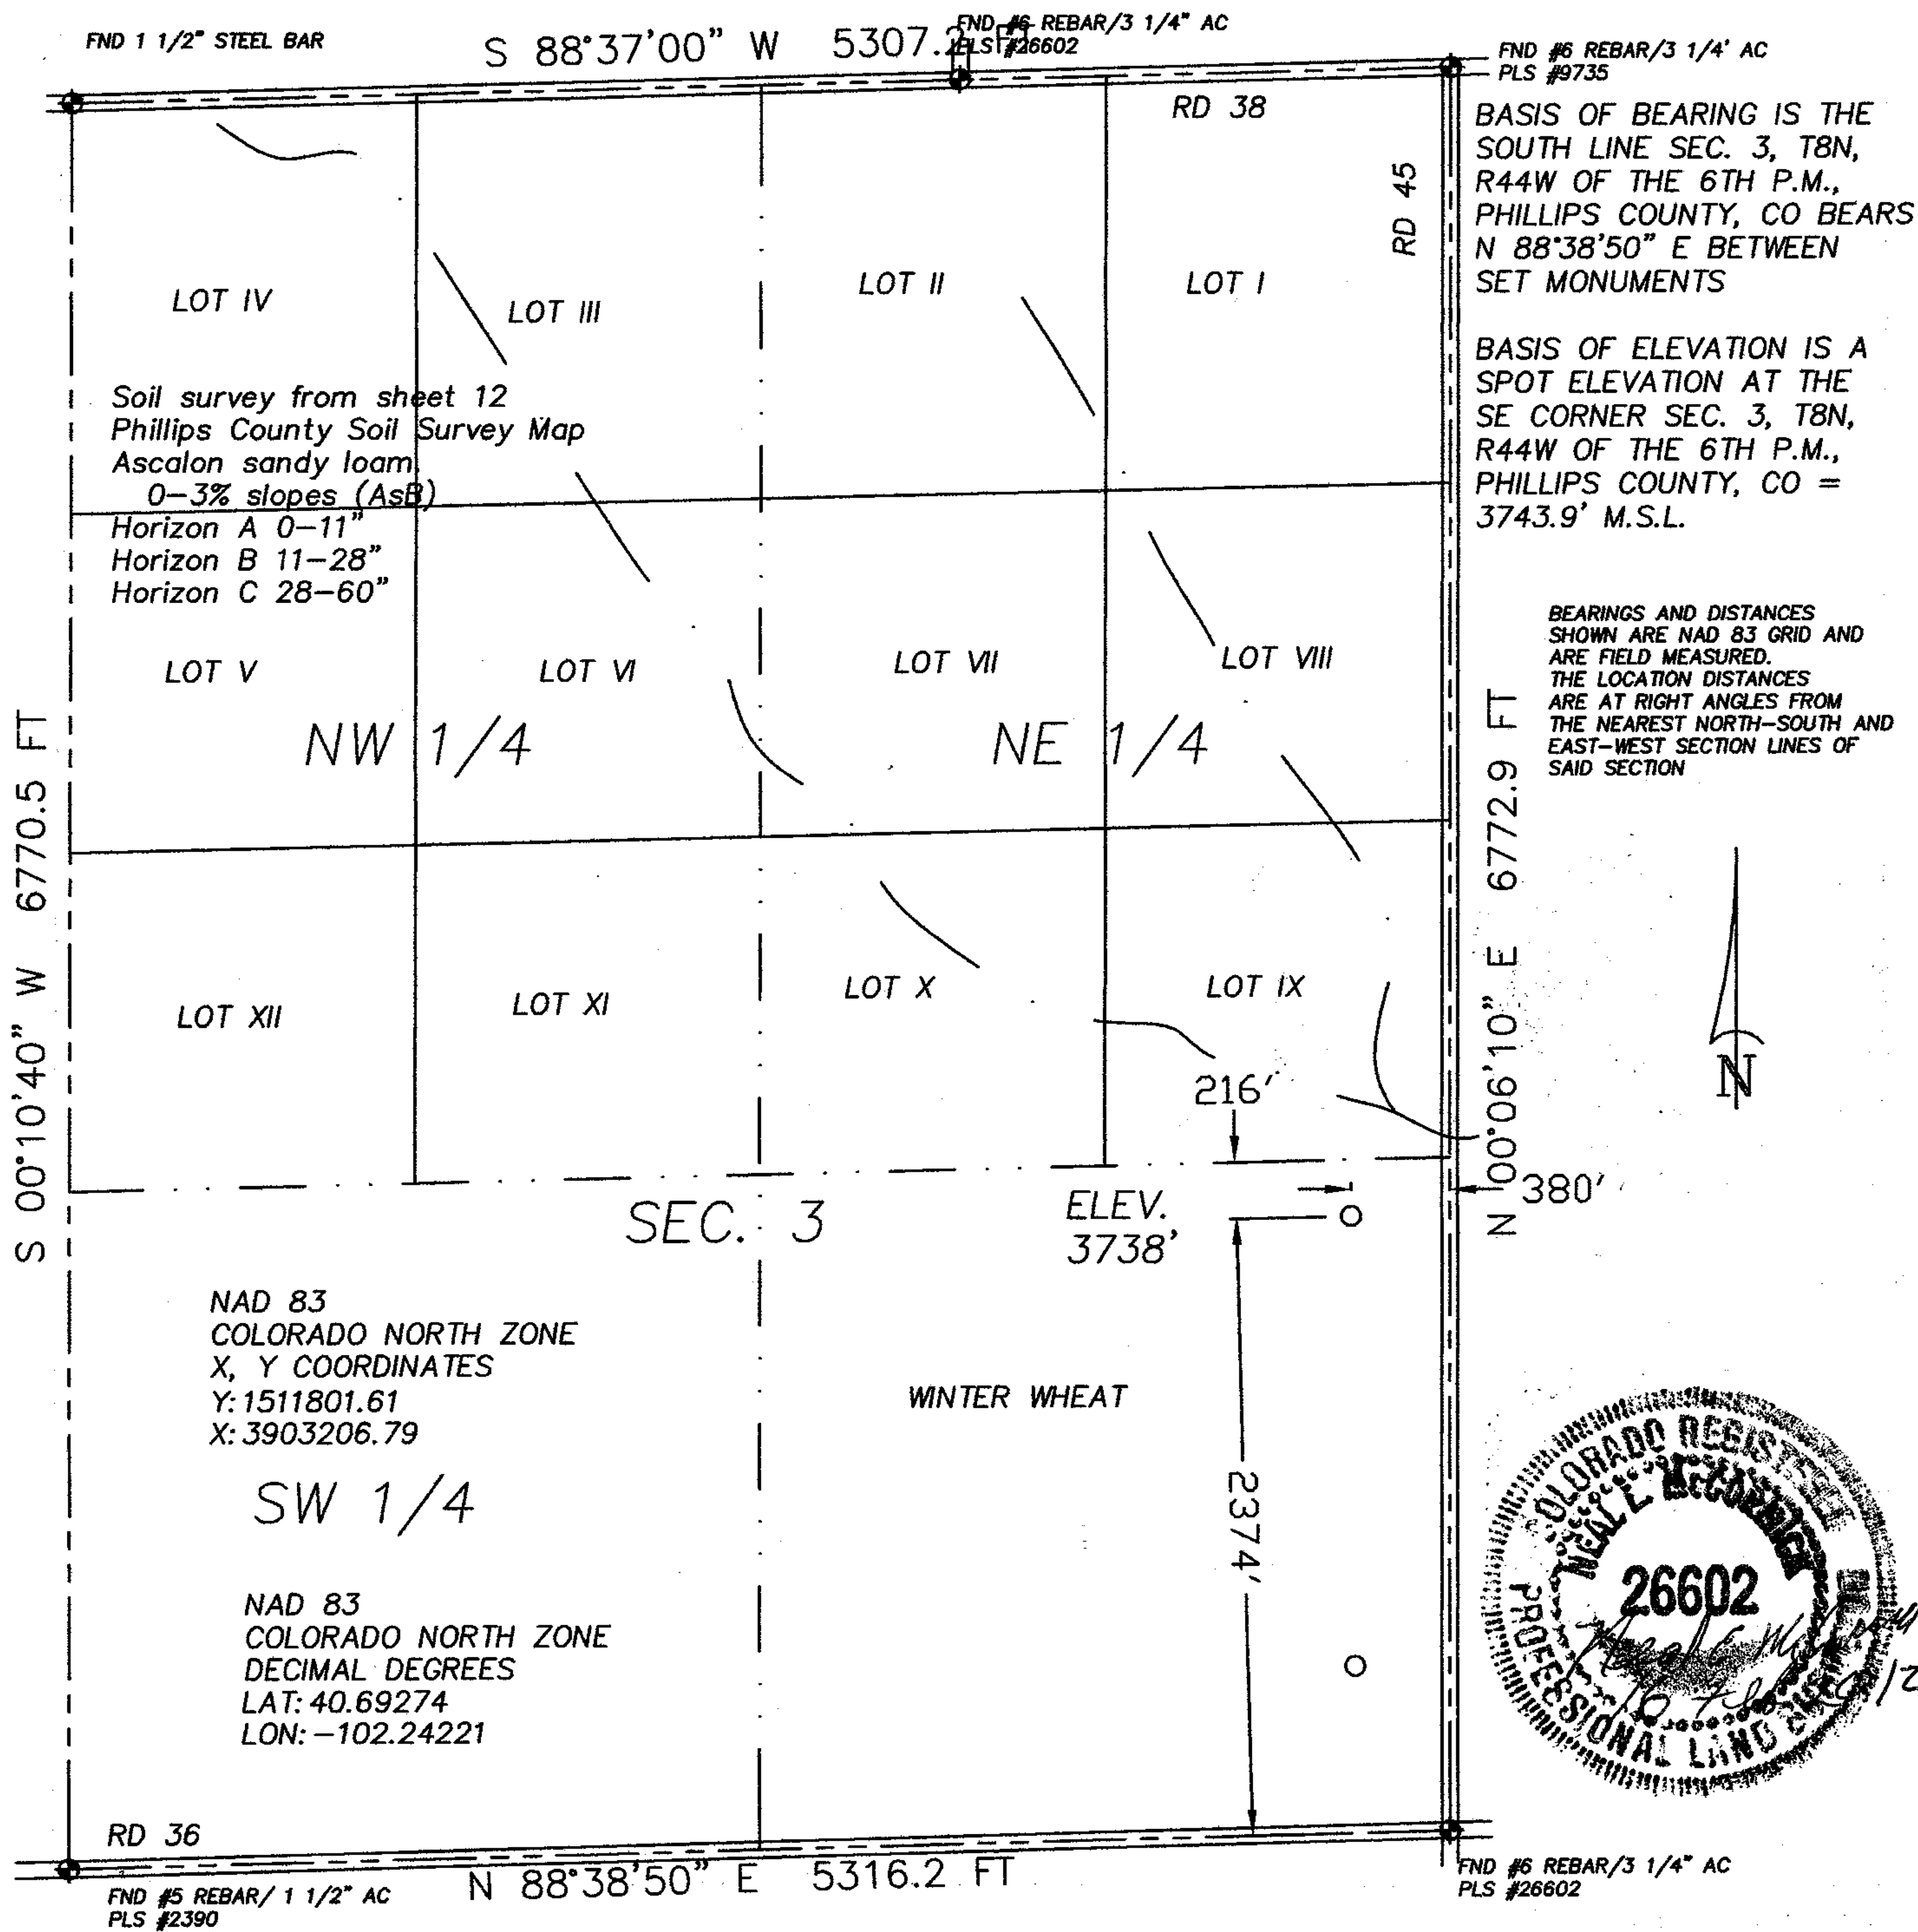 FND 1 1/2" STEEL BAR
S 88°37'00" W 5307.2 FT
FND #6 REBAR/3 1/4" AC
PLS #26602
FND #6 REBAR/3 1/4' AC
PLS #9735
RD 38
RD 45
BASIS OF BEARING IS THE
SOUTH LINE SEC. 3, T8N,
R44W OF THE 6TH P.M.,
PHILLIPS COUNTY, CO BEARS
N 88°38'50" E BETWEEN
SET MONUMENTS
BASIS OF ELEVATION IS A
SPOT ELEVATION AT THE
SE CORNER SEC. 3, T8N,
R44W OF THE 6TH P.M.,
PHILLIPS COUNTY, CO =
3743.9' M.S.L.
LOT IV
LOT III
LOT II
LOT I
Soil survey from sheet 12
Phillips County Soil Survey Map
Ascalon sandy loam,
0-3% slopes (AsB)
Horizon A 0-11"
Horizon B 11-28"
Horizon C 28-60"
BEARINGS AND DISTANCES
SHOWN ARE NAD 83 GRID AND
ARE FIELD MEASURED.
THE LOCATION DISTANCES
ARE AT RIGHT ANGLES FROM
THE NEAREST NORTH-SOUTH AND
EAST-WEST SECTION LINES OF
SAID SECTION
LOT V
LOT VI
LOT VII
LOT VIII
NW 1/4
NE 1/4
S 00°10'40" W 6770.5 FT
N 00°06'10" E 6772.9 FT
LOT XII
LOT XI
LOT X
LOT IX
N
216'
380'
SEC. 3
ELEV.
3738'
NAD 83
COLORADO NORTH ZONE
X, Y COORDINATES
Y: 1511801.61
X: 3903206.79
WINTER WHEAT
2374'
SW 1/4
NAD 83
COLORADO NORTH ZONE
DECIMAL DEGREES
LAT: 40.69274
LON: -102.24221
COLORADO REGISTERED
NEAL E. McCORMICK
26602
PROFESSIONAL LAND
RD 36
N 88°38'50" E 5316.2 FT
FND #5 REBAR/ 1 1/2" AC
PLS #2390
FND #6 REBAR/3 1/4" AC
PLS #26602